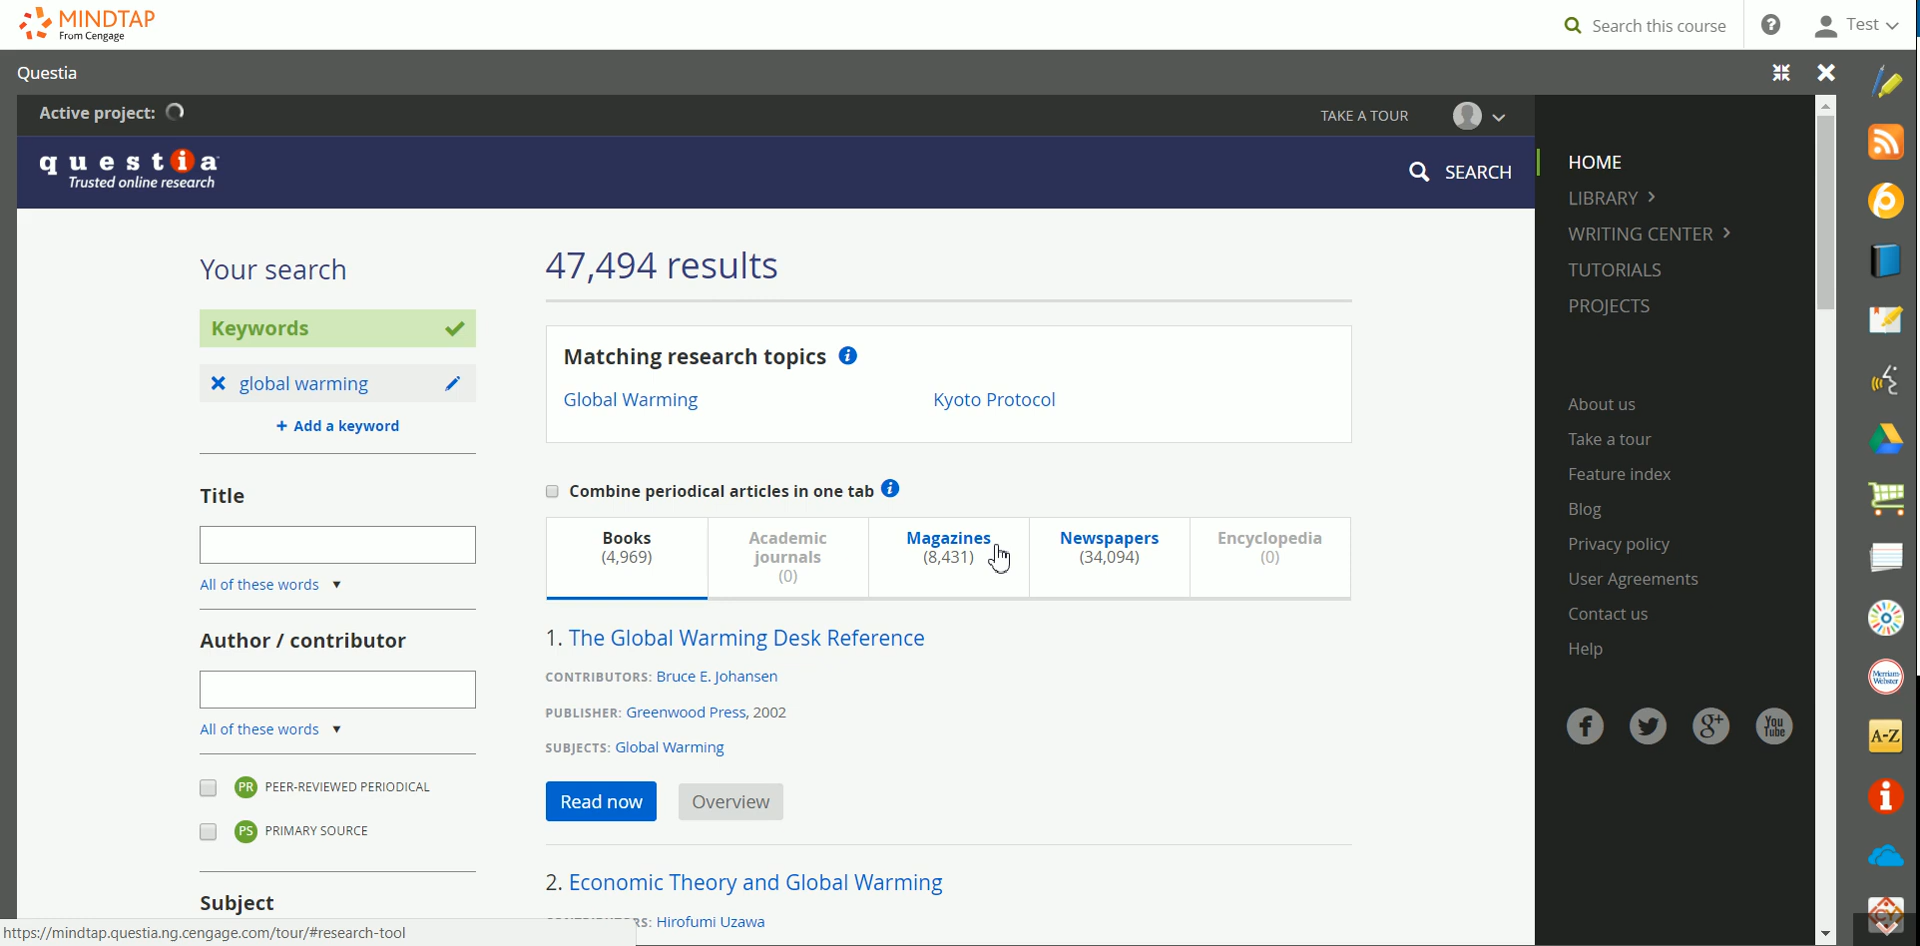 MINDTAP
From Cengage
Search this course
?
Test
Questia
Active project:
TAKE A TOUR
questia
Trusted online research
SEARCH
HOME
LIBRARY >
WRITING CENTER >
TUTORIALS
PROJECTS
About us
Take a tour
Feature index
Blog
Privacy policy
User Agreements
Contact us
Help
f
g+
You Tube
Your search
Keywords
global warming
+ Add a keyword
Title
All of these words
Author / contributor
All of these words
PR PEER-REVIEWED PERIODICAL
PS PRIMARY SOURCE
Subject
47,494 results
Matching research topics i
Global Warming
Kyoto Protocol
Combine periodical articles in one tab i
Books
(4,969)
Academic
journals
(0)
Magazines
(8,431)
Newspapers
(34,094)
Encyclopedia
(0)
1. The Global Warming Desk Reference
CONTRIBUTORS: Bruce E. Johansen
PUBLISHER: Greenwood Press, 2002
SUBJECTS: Global Warming
Read now
Overview
2. Economic Theory and Global Warming
Hirofumi Uzawa
https://mindtap.questia.ng.cengage.com/tour/#research-tool
Merriam-
Webster
A-Z
i